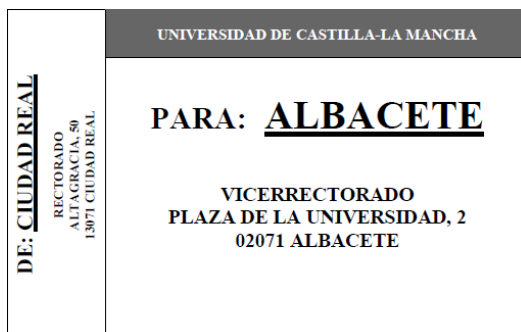 UNIVERSIDAD DE CASTILLA-LA MANCHA
DE: CIUDAD REAL
RECTORADO
ALTAGRACIA, 50
13071 CIUDAD REAL
PARA: ALBACETE
VICERRECTORADO
PLAZA DE LA UNIVERSIDAD, 2
02071 ALBACETE